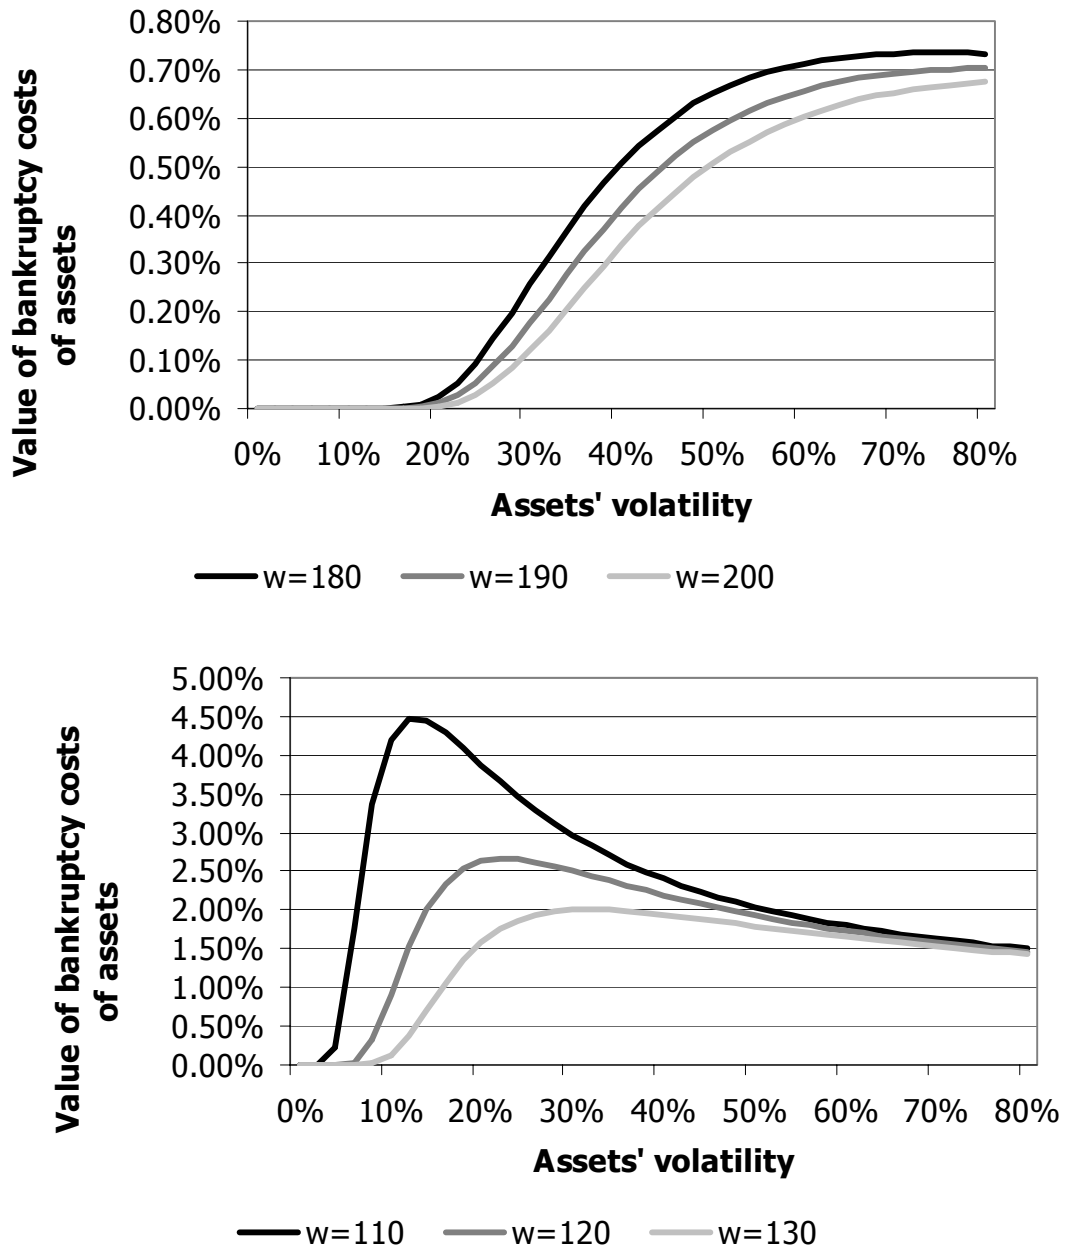 Value of bankruptcy costs
of assets
0.80%
0.70%
0.60%
0.50%
0.40%
0.30%
0.20%
0.10%
0.00%
0% 10% 20% 30% 40% 50% 60% 70% 80%
Assets' volatility
w=180 w=190 w=200
Value of bankruptcy costs
of assets
5.00%
4.50%
4.00%
3.50%
3.00%
2.50%
2.00%
1.50%
1.00%
0.50%
0.00%
0% 10% 20% 30% 40% 50% 60% 70% 80%
Assets' volatility
w=110 w=120 w=130